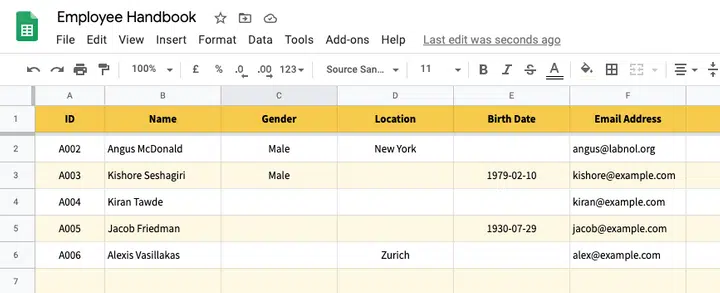 Employee Handbook
File Edit View Insert Format Data Tools Add-ons Help Last edit was seconds ago
100% £ % .0 .00 123 Source San... 11 B I S A
A B C D E F
1 ID Name Gender Location Birth Date Email Address
2 A002 Angus McDonald Male New York angus@labnol.org
3 A003 Kishore Seshagiri Male 1979-02-10 kishore@example.com
4 A004 Kiran Tawde kiran@example.com
5 A005 Jacob Friedman 1930-07-29 jacob@example.com
6 A006 Alexis Vasillakas Zurich alex@example.com
7